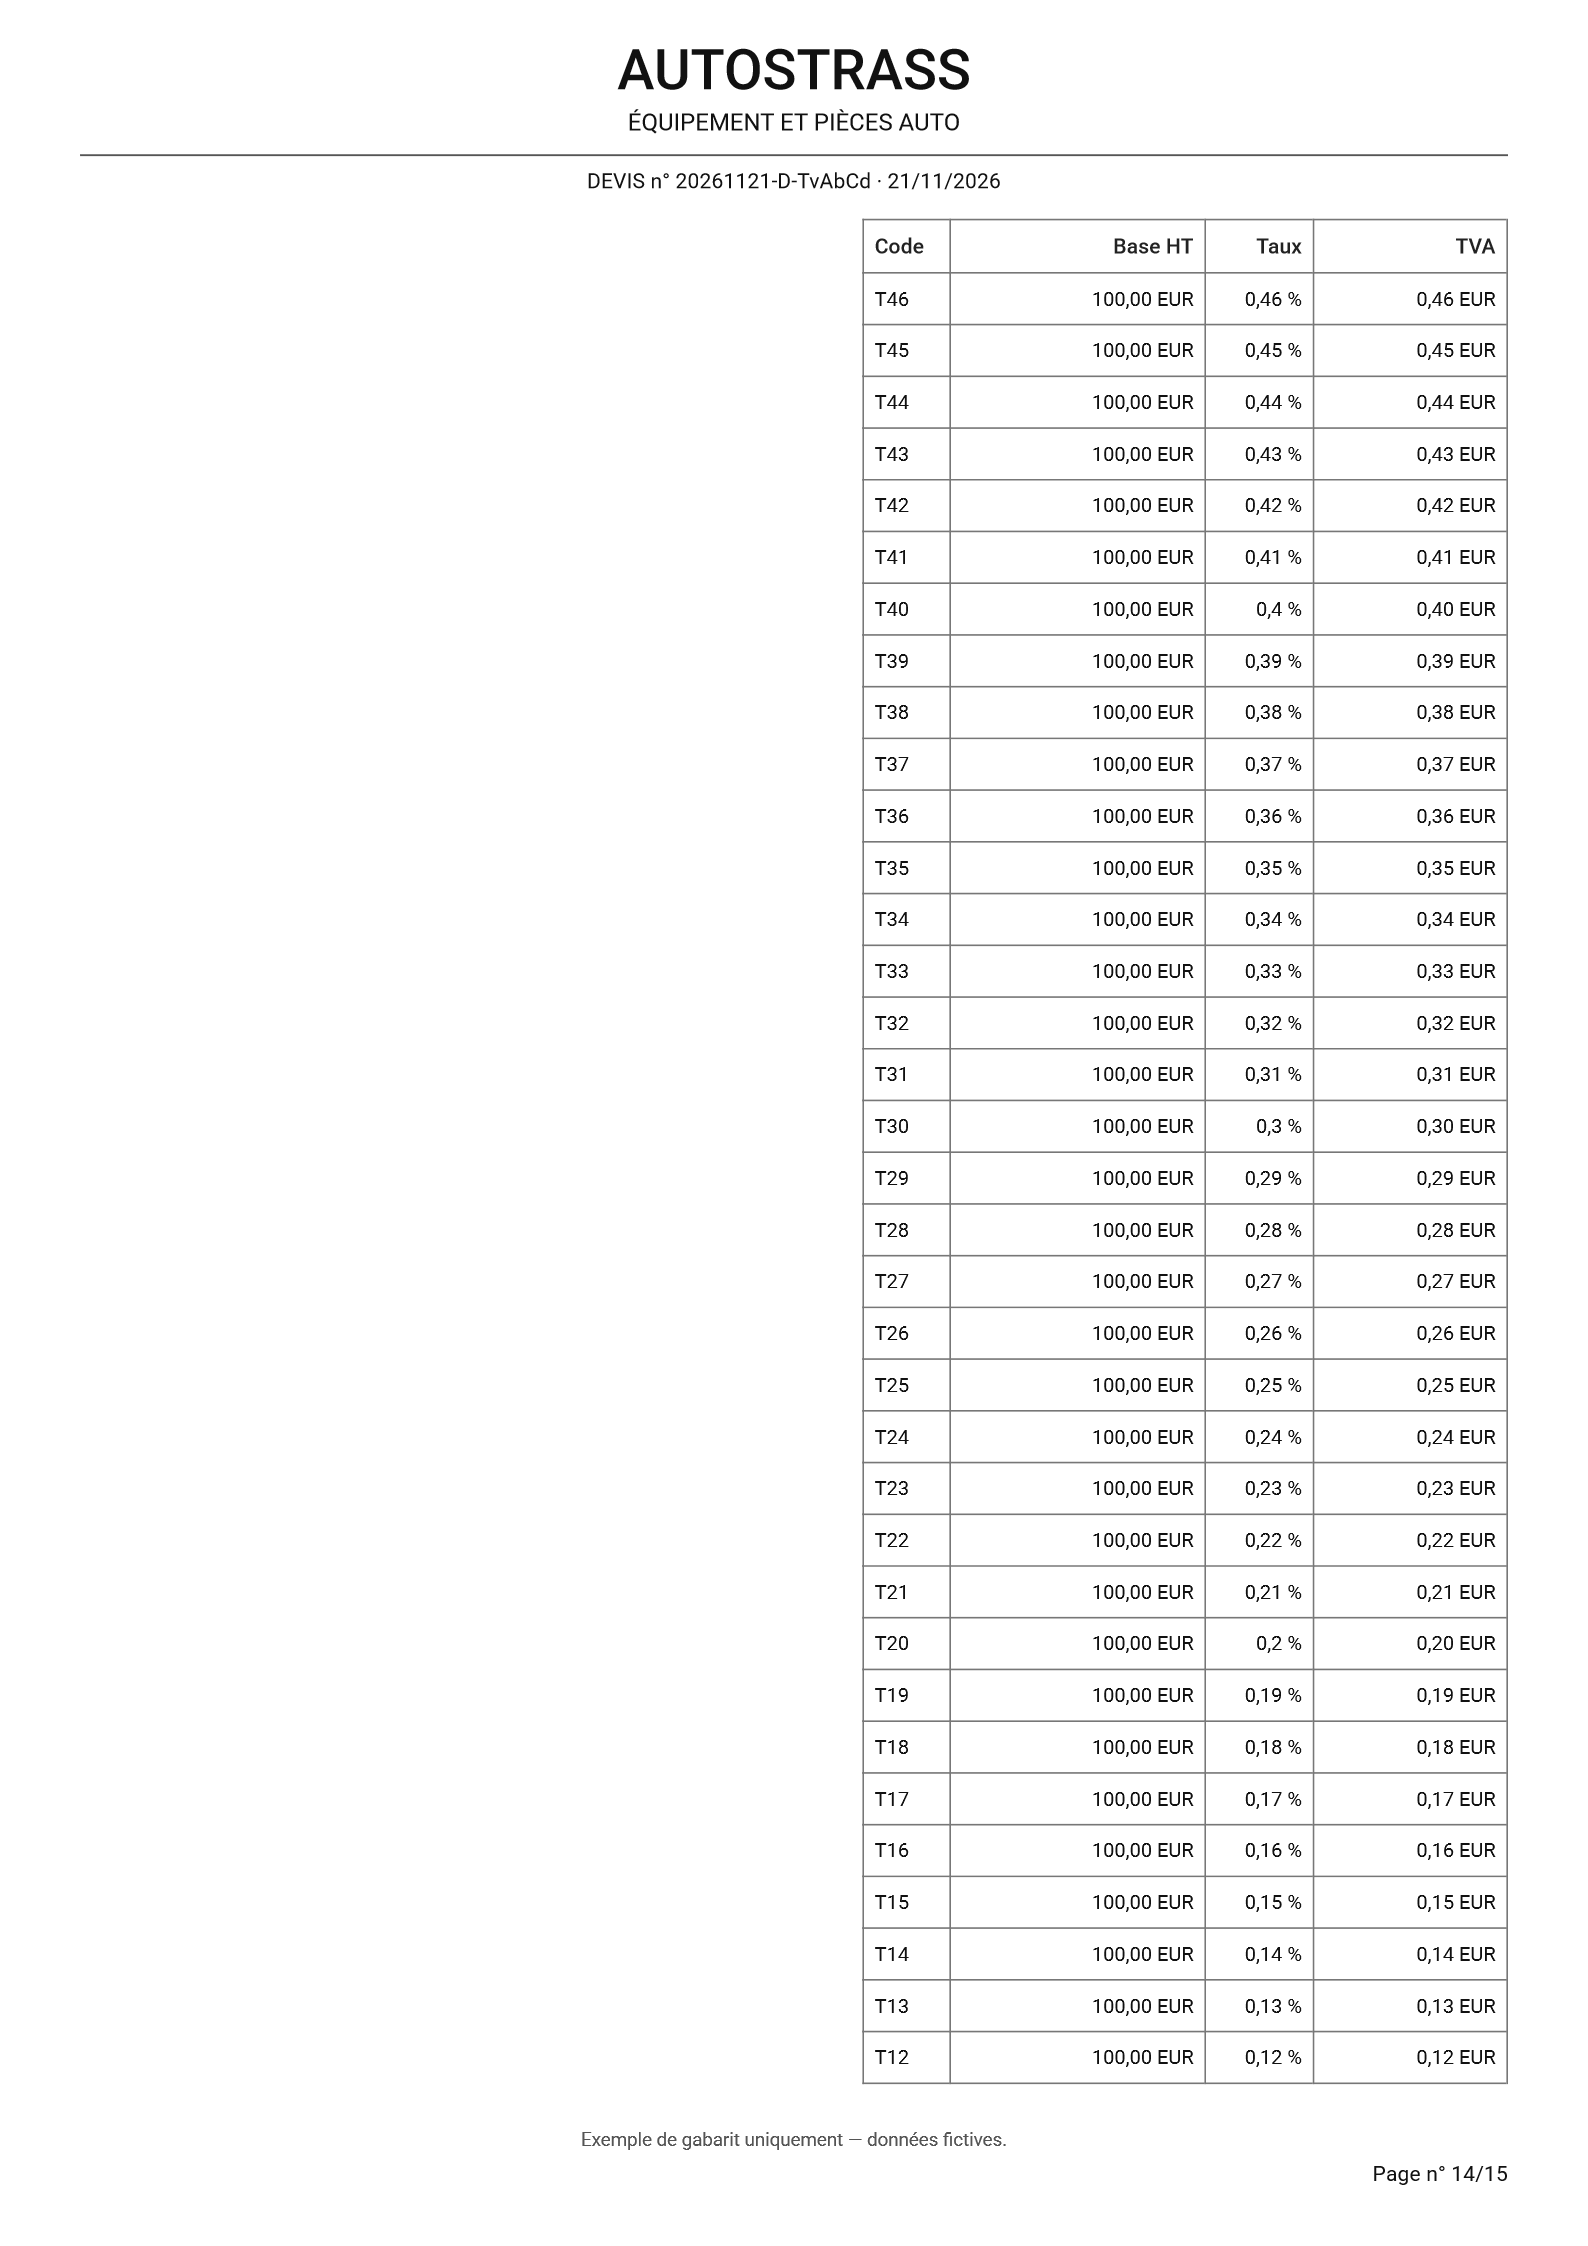 AUTOSTRASS
ÉQUIPEMENT ET PIÈCES AUTO
DEVIS n° 20261121-D-TvAbCd · 21/11/2026
Code Base HT Taux TVA
T46 100,00 EUR 0,46 % 0,46 EUR
T45 100,00 EUR 0,45 % 0,45 EUR
T44 100,00 EUR 0,44 % 0,44 EUR
T43 100,00 EUR 0,43 % 0,43 EUR
T42 100,00 EUR 0,42 % 0,42 EUR
T41 100,00 EUR 0,41 % 0,41 EUR
T40 100,00 EUR 0,4 % 0,40 EUR
T39 100,00 EUR 0,39 % 0,39 EUR
T38 100,00 EUR 0,38 % 0,38 EUR
T37 100,00 EUR 0,37 % 0,37 EUR
T36 100,00 EUR 0,36 % 0,36 EUR
T35 100,00 EUR 0,35 % 0,35 EUR
T34 100,00 EUR 0,34 % 0,34 EUR
T33 100,00 EUR 0,33 % 0,33 EUR
T32 100,00 EUR 0,32 % 0,32 EUR
T31 100,00 EUR 0,31 % 0,31 EUR
T30 100,00 EUR 0,3 % 0,30 EUR
T29 100,00 EUR 0,29 % 0,29 EUR
T28 100,00 EUR 0,28 % 0,28 EUR
T27 100,00 EUR 0,27 % 0,27 EUR
T26 100,00 EUR 0,26 % 0,26 EUR
T25 100,00 EUR 0,25 % 0,25 EUR
T24 100,00 EUR 0,24 % 0,24 EUR
T23 100,00 EUR 0,23 % 0,23 EUR
T22 100,00 EUR 0,22 % 0,22 EUR
T21 100,00 EUR 0,21 % 0,21 EUR
T20 100,00 EUR 0,2 % 0,20 EUR
T19 100,00 EUR 0,19 % 0,19 EUR
T18 100,00 EUR 0,18 % 0,18 EUR
T17 100,00 EUR 0,17 % 0,17 EUR
T16 100,00 EUR 0,16 % 0,16 EUR
T15 100,00 EUR 0,15 % 0,15 EUR
T14 100,00 EUR 0,14 % 0,14 EUR
T13 100,00 EUR 0,13 % 0,13 EUR
T12 100,00 EUR 0,12 % 0,12 EUR
Exemple de gabarit uniquement — données fictives.
Page n° 14/15